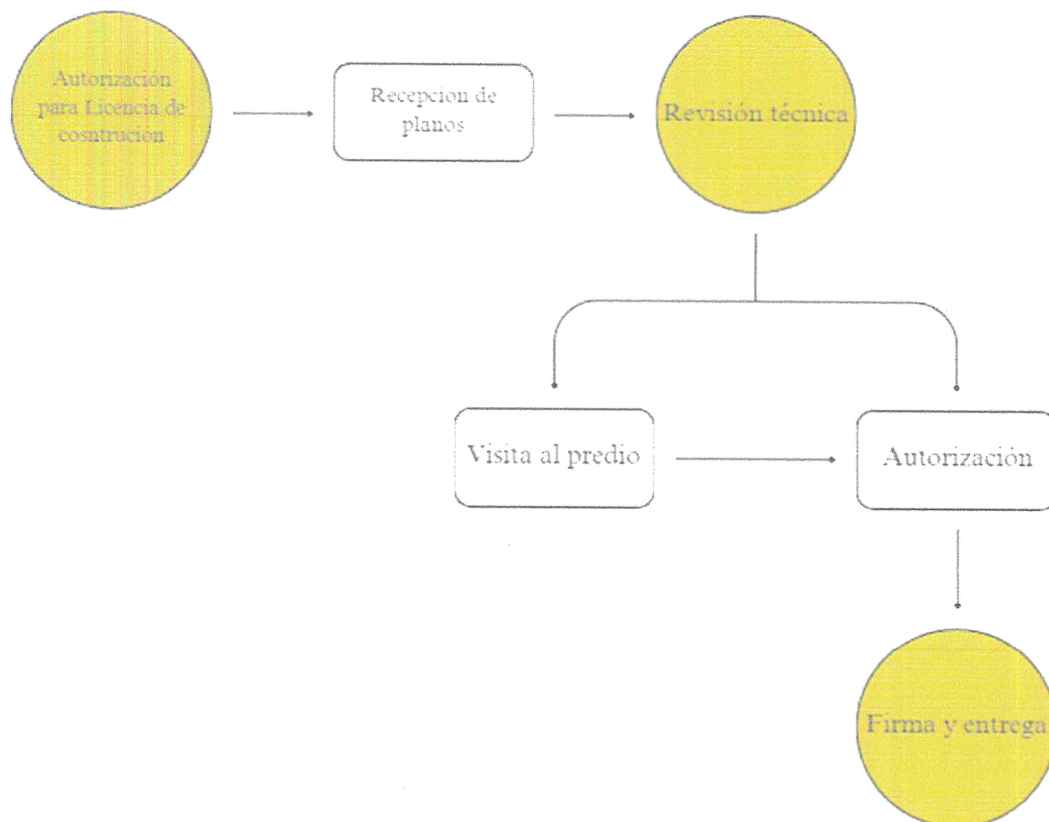 Autorización
para Licencia de
cosntrución
Recepcion de
planos
Revisión técnica
Visita al predio
Autorización
Firma y entrega